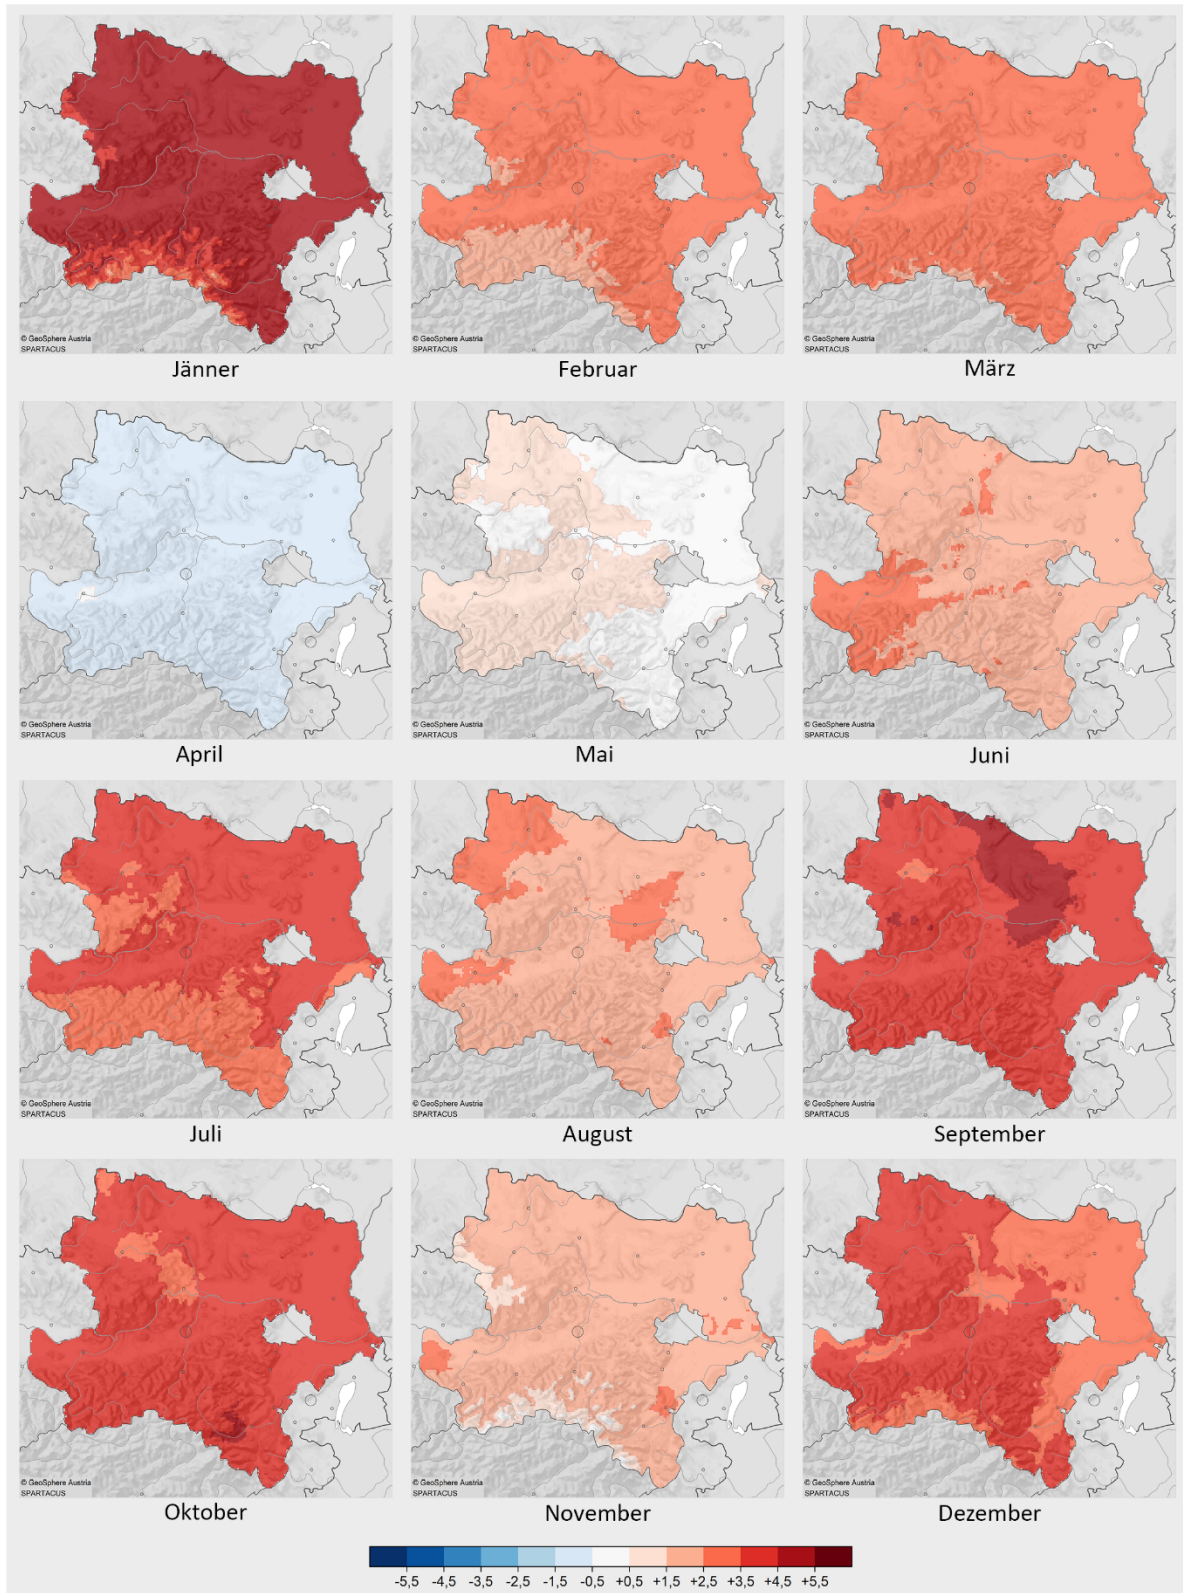 © GeoSphere Austria
SPARTACUS
© GeoSphere Austria
SPARTACUS
© GeoSphere Austria
SPARTACUS
Jänner
Februar
März
© GeoSphere Austria
SPARTACUS
© GeoSphere Austria
SPARTACUS
© GeoSphere Austria
SPARTACUS
April
Mai
Juni
© GeoSphere Austria
SPARTACUS
© GeoSphere Austria
SPARTACUS
© GeoSphere Austria
SPARTACUS
Juli
August
September
© GeoSphere Austria
SPARTACUS
© GeoSphere Austria
SPARTACUS
© GeoSphere Austria
SPARTACUS
Oktober
November
Dezember
-5,5 -4,5 -3,5 -2,5 -1,5 -0,5 +0,5 +1,5 +2,5 +3,5 +4,5 +5,5